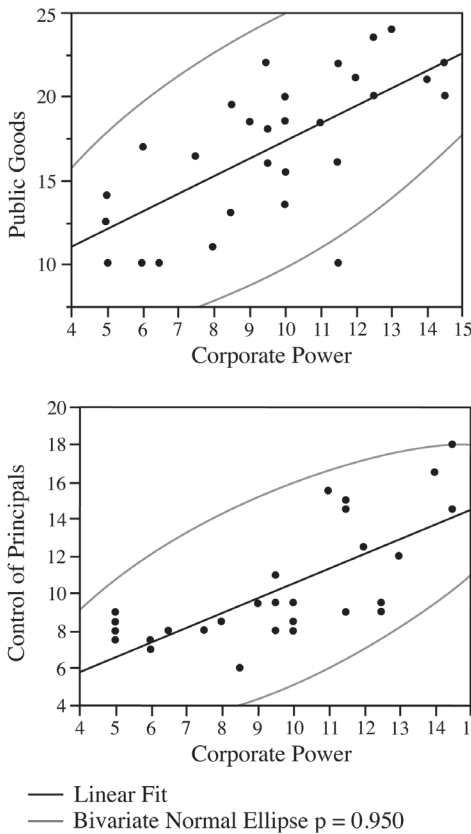 25
20
15
10
Public Goods
4 5 6 7 8 9 10 11 12 13 14 15
Corporate Power
20
18
16
14
12
10
8
6
4
Control of Principals
4 5 6 7 8 9 10 11 12 13 14 1
Corporate Power
Linear Fit
Bivariate Normal Ellipse p = 0.950